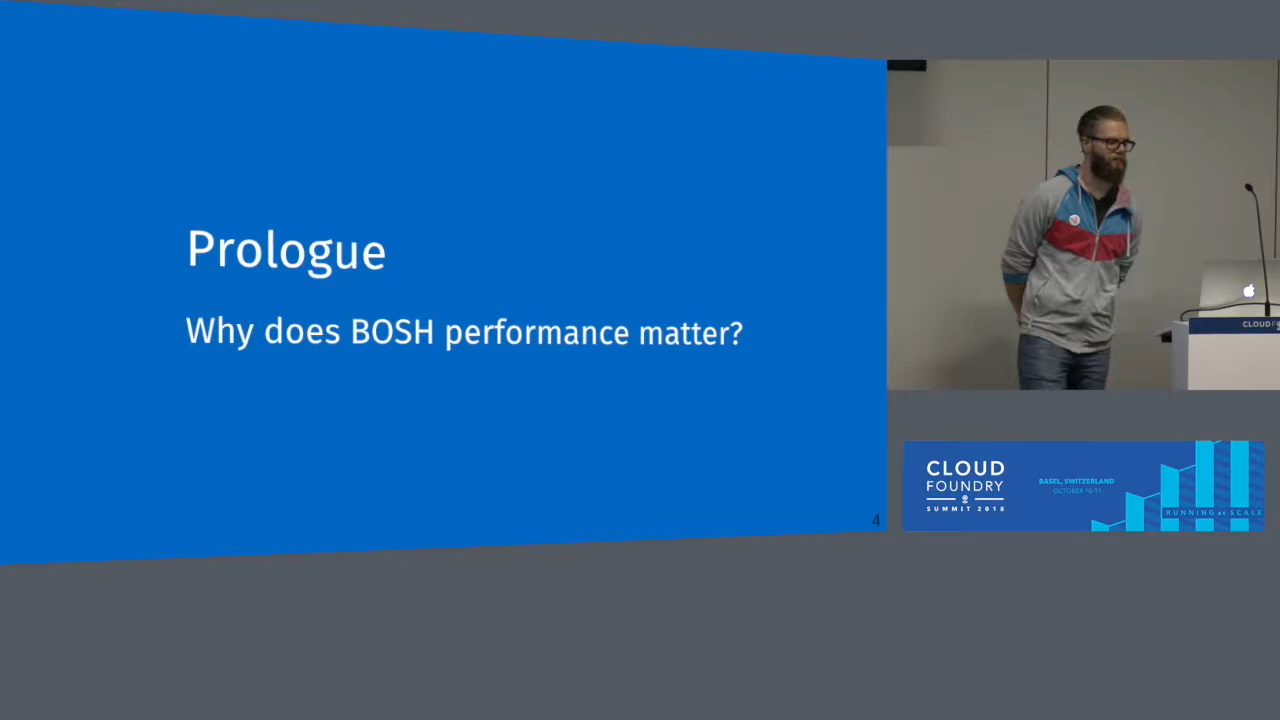 Prologue
Why does BOSH performance matter?
4
CLOUD
FOUNDRY
SUMMIT 2018
BASEL, SWITZERLAND
OCTOBER 10-11
RUNNING at SCALE